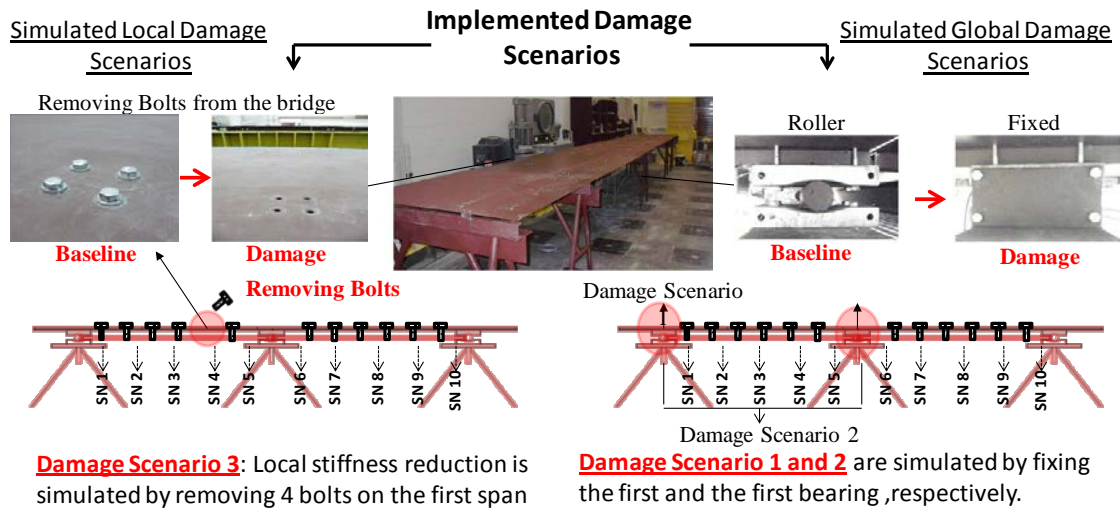 Implemented Damage
Scenarios
Simulated Local Damage
Scenarios
Removing Bolts from the bridge
Baseline
Damage
Removing Bolts
SN 1
SN 2
SN 3
SN 4
SN 5
SN 6
SN 7
SN 8
SN 9
SN 10
Damage Scenario 3: Local stiffness reduction is
simulated by removing 4 bolts on the first span
Simulated Global Damage
Scenarios
Roller
Fixed
Baseline
Damage
Damage Scenario
SN 1
SN 2
SN 3
SN 4
SN 5
SN 6
SN 7
SN 8
SN 9
SN 10
Damage Scenario 2
Damage Scenario 1 and 2 are simulated by fixing
the first and the first bearing ,respectively.